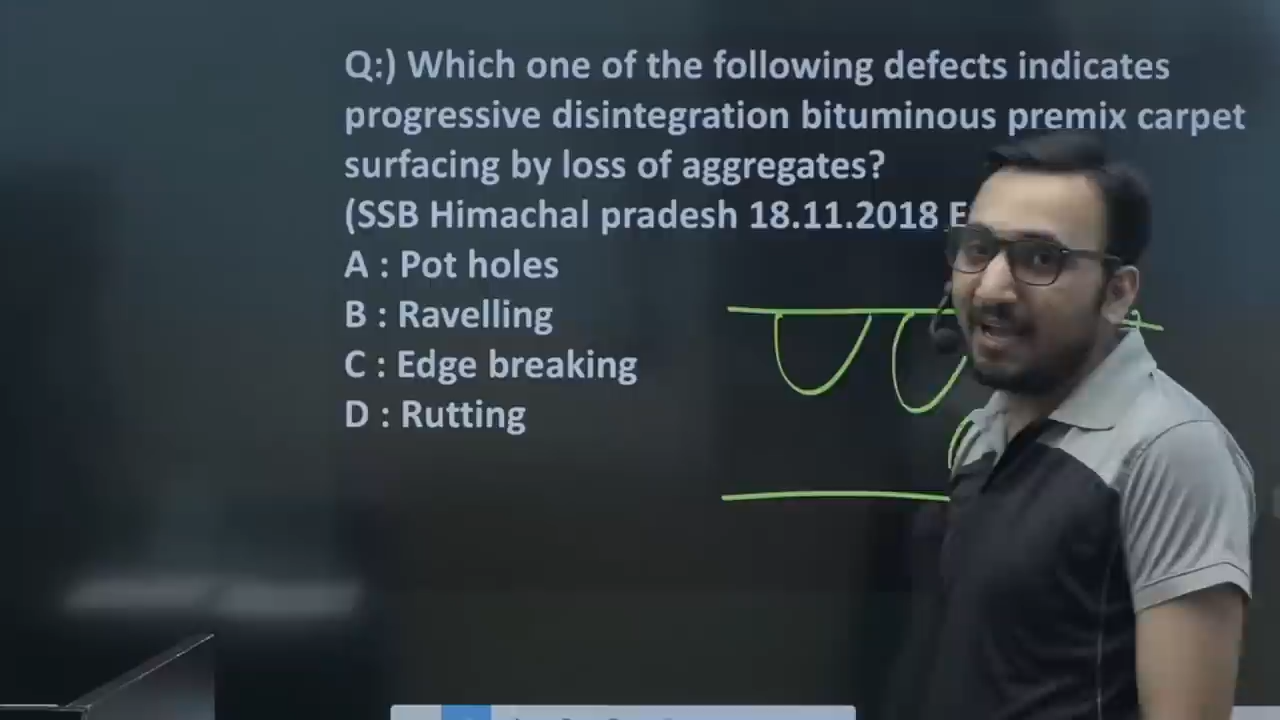 Q:) Which one of the following defects indicates
progressive disintegration bituminous premix carpet
surfacing by loss of aggregates?
(SSB Himachal pradesh 18.11.2018
A : Pot holes
B : Ravelling
C : Edge breaking
D : Rutting